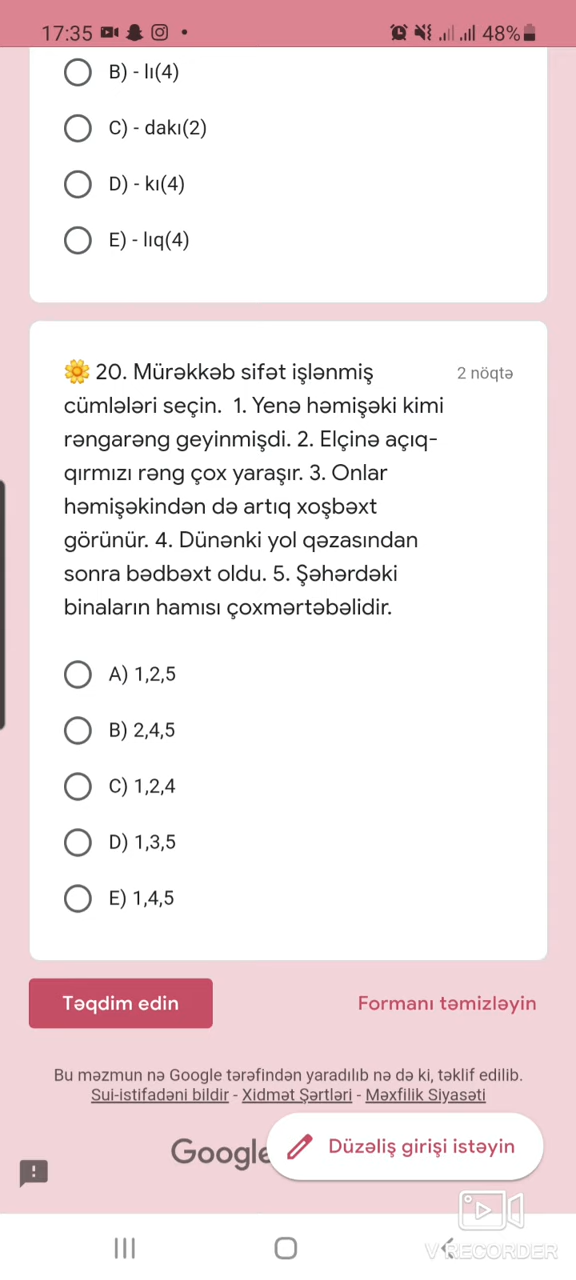 17:35 48%
B) - lı(4)
C) - dakı(2)
D) - kı(4)
E) - lıq(4)
20. Mürəkkəb sifət işlənmiş 2 nöqtə
cümlələri seçin. 1. Yenə həmişəki kimi
rəngarəng geyinmişdi. 2. Elçinə açıq-
qırmızı rəng çox yaraşır. 3. Onlar
həmişəkindən də artıq xoşbəxt
görünür. 4. Dünənki yol qəzasından
sonra bədbəxt oldu. 5. Şəhərdəki
binaların hamısı çoxmərtəbəlidir.
A) 1,2,5
B) 2,4,5
C) 1,2,4
D) 1,3,5
E) 1,4,5
Təqdim edin Formanı təmizləyin
Bu məzmun nə Google tərəfindən yaradılıb nə də ki, təklif edilib.
Sui-istifadəni bildir - Xidmət Şərtləri - Məxfilik Siyasəti
Google Düzəliş girişi istəyin
V RECORDER